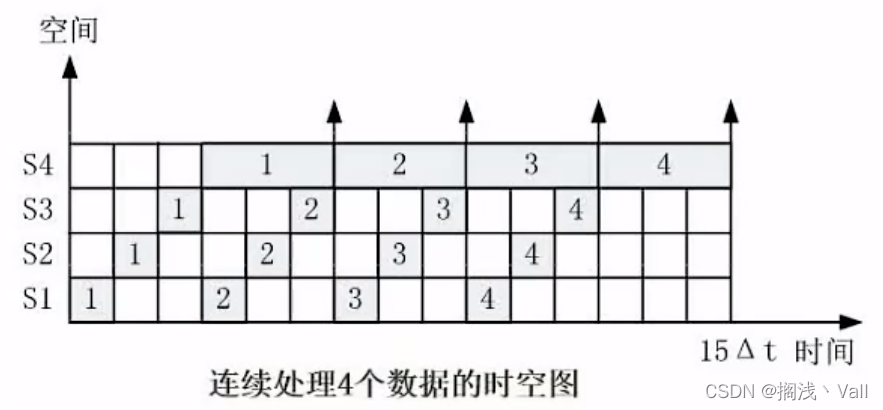 空间
S4 1 2 3 4
S3 1 2 3 4
S2 1 2 3 4
S1 1 2 3 4
15Δt 时间
连续处理4个数据的时空图
CSDN @搁浅丶Vall